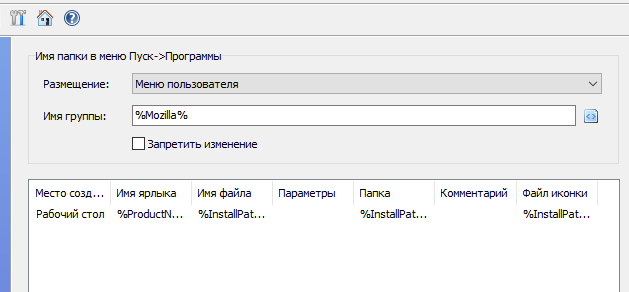 Имя папки в меню Пуск->Программы
Размещение: Меню пользователя
Имя группы: %Mozilla%
Запретить изменение
Место созд... Имя ярлыка Имя файла Параметры Папка Комментарий Файл иконки
Рабочий стол %ProductN... %InstallPat... %InstallPat... %InstallPat...